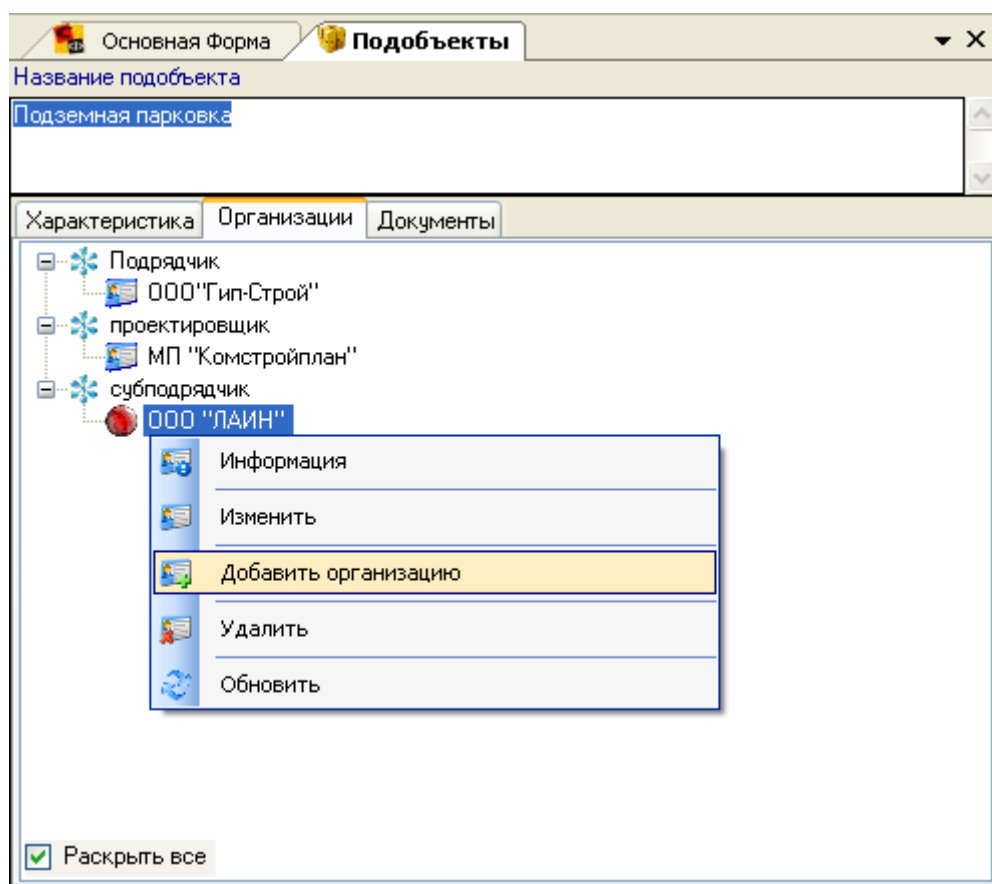 Основная Форма Подобъекты
Название подобъекта
Подземная парковка
Характеристика Организации Документы
Подрядчик
ООО"Гип-Строй"
проектировщик
МП "Комстройплан"
субподрядчик
ООО "ЛАИН"
Информация
Изменить
Добавить организацию
Удалить
Обновить
Раскрыть все